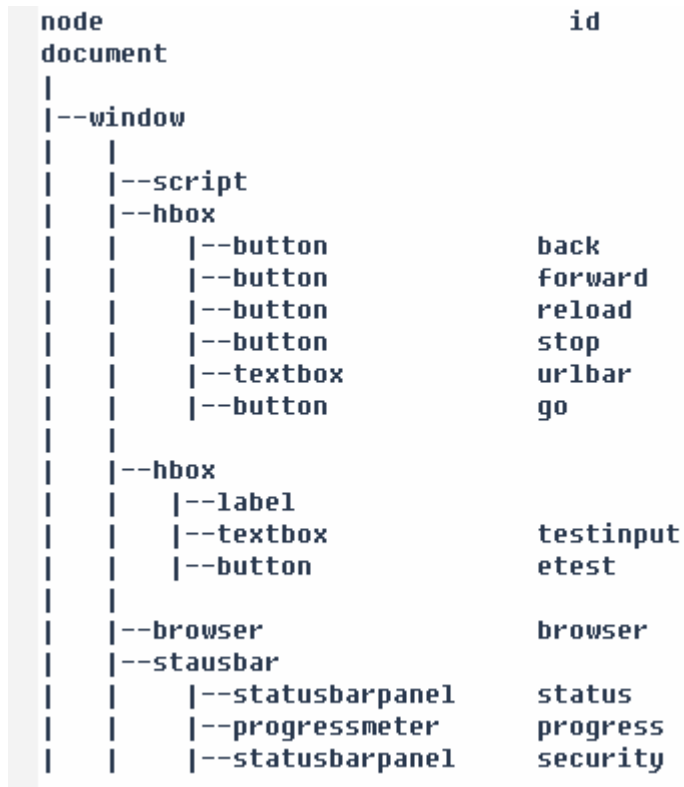 node                                 id
document
|
|--window
|   |
|   |--script
|   |--hbox
|   |    |--button             back
|   |    |--button             forward
|   |    |--button             reload
|   |    |--button             stop
|   |    |--textbox            urlbar
|   |    |--button             go
|   |
|   |--hbox
|   |   |--label
|   |   |--textbox             testinput
|   |   |--button              etest
|   |
|   |--browser                 browser
|   |--stausbar
|   |    |--statusbarpanel     status
|   |    |--progressmeter      progress
|   |    |--statusbarpanel     security